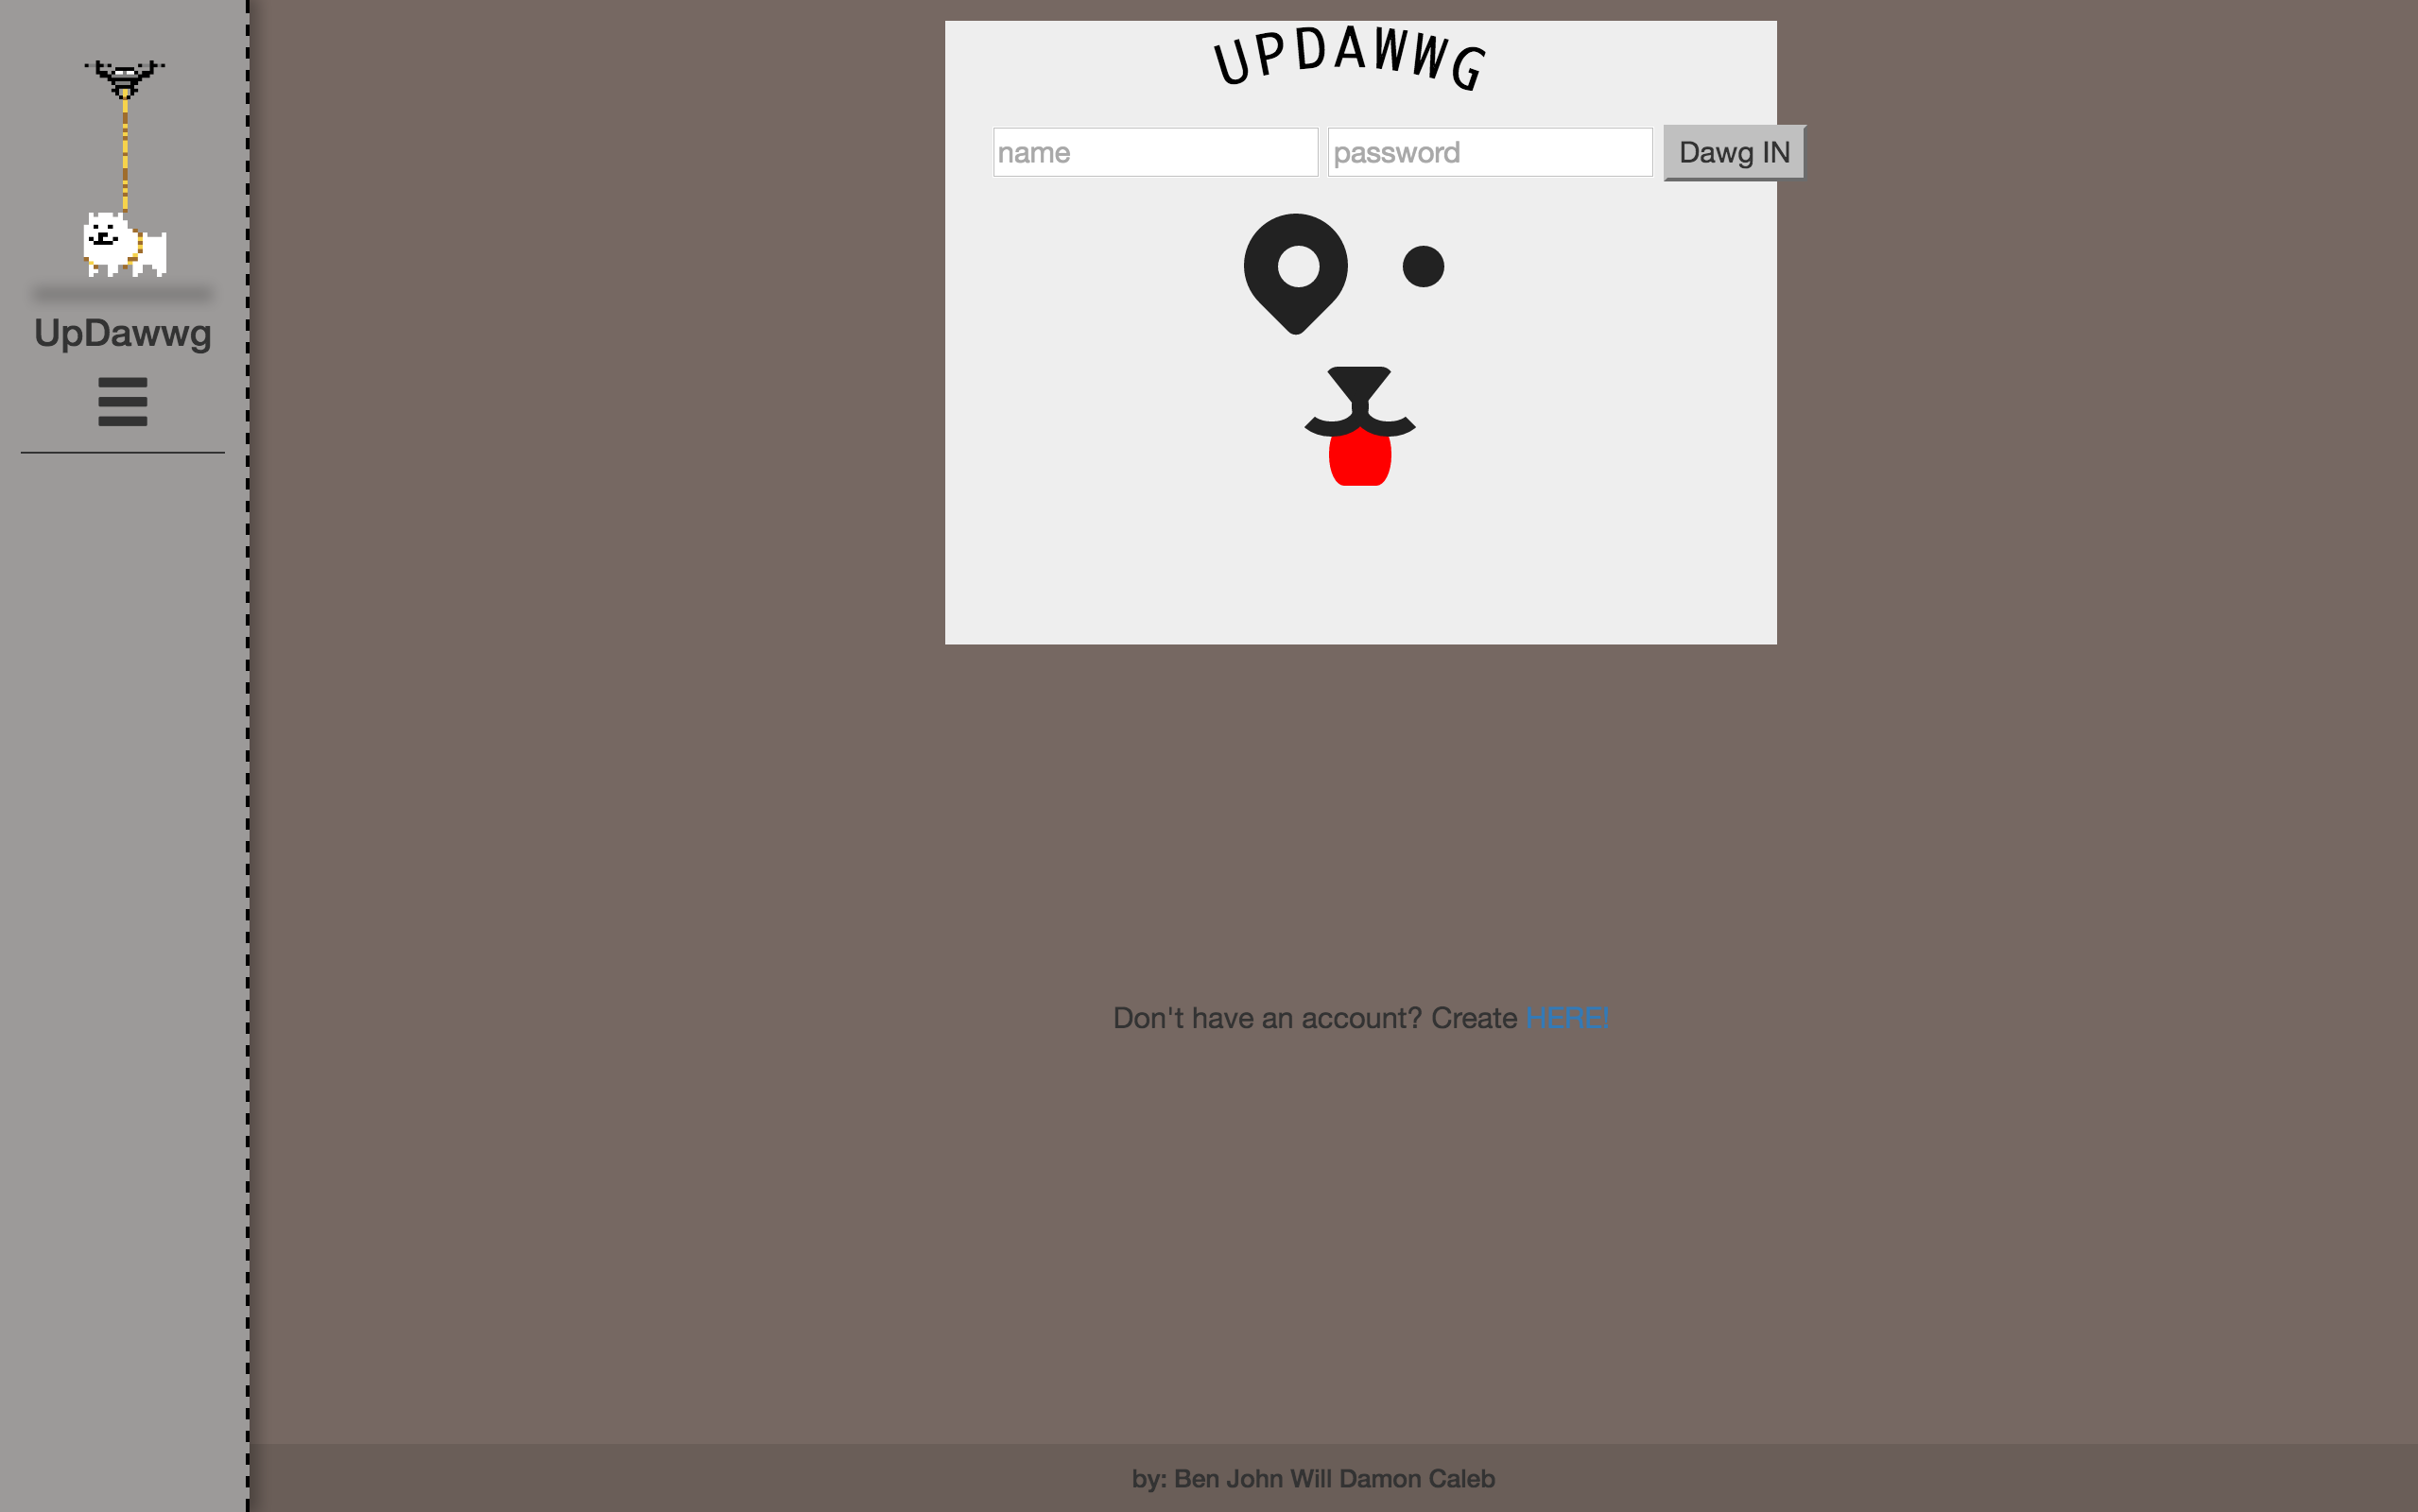 UpDawwg
UPDAWWG
name
password
Dawg IN
Don't have an account? Create HERE!
by: Ben John Will Damon Caleb